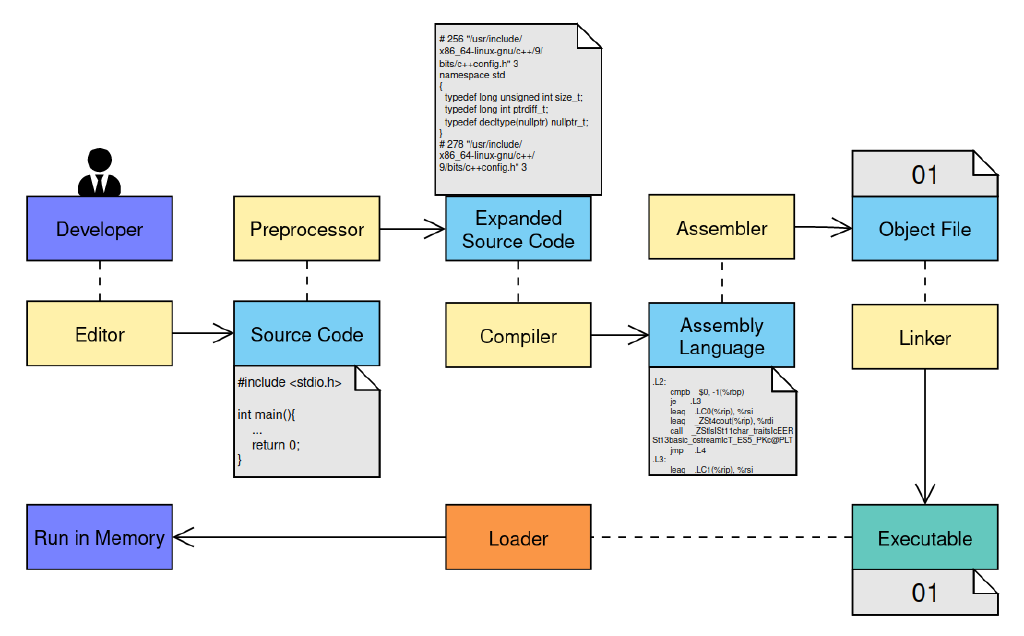 # 256 "/usr/include/
x86_64-linux-gnu/c++/9/
bits/c++config.h" 3
namespace std
{
typedef long unsigned int size_t;
typedef long int ptrdiff_t;
typedef decltype(nullptr) nullptr_t;
}
# 278 "/usr/include/
x86_64-linux-gnu/c++/
9/bits/c++config.h" 3
01
Developer
Preprocessor
Expanded
Source Code
Assembler
Object File
Editor
Source Code
Compiler
Assembly
Language
Linker
#include <stdio.h>
int main(){
...
return 0;
}
.L2:
cmpb $0, -1(%rbp)
je .L3
leaq .LC0(%rip), %rsi
leaq _ZSt4cout(%rip), %rdi
call _ZStlsISt11char_traitsIcEER
St13basic_ostreamIcT_ES5_PKc@PLT
jmp .L4
.L3:
leaq .LC1(%rip), %rsi
Run in Memory
Loader
Executable
01